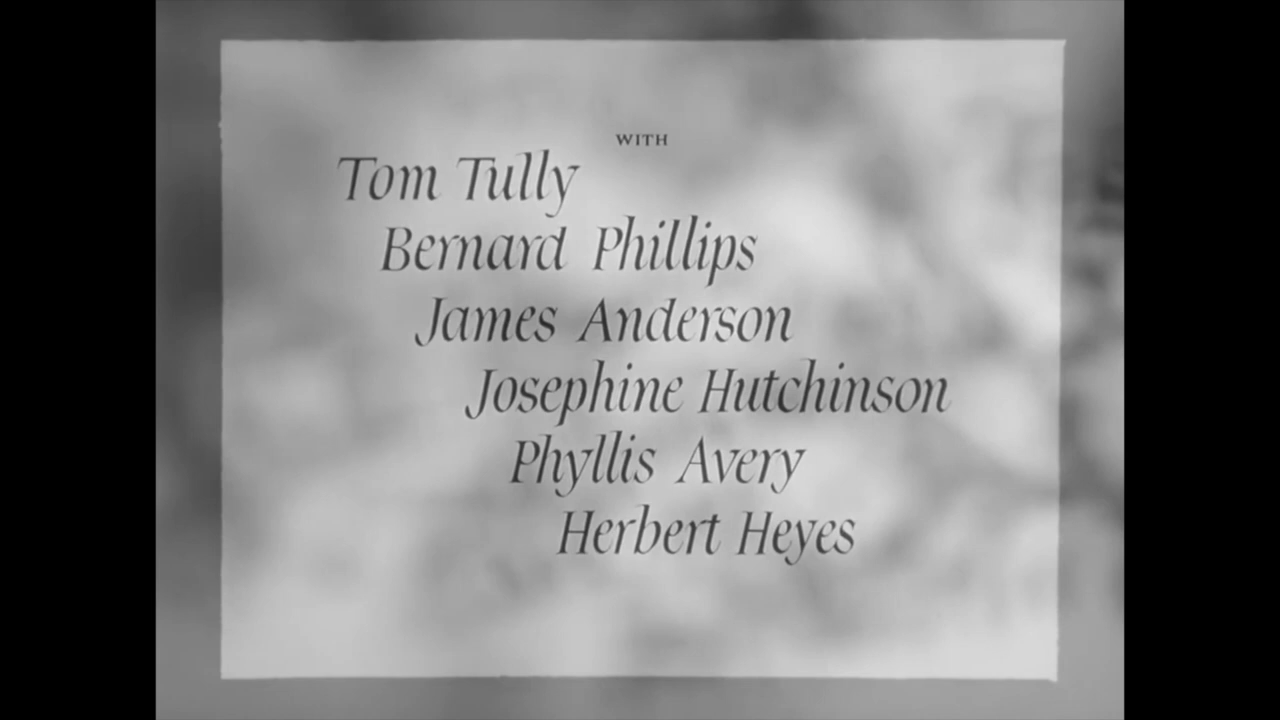 WITH
Tom Tully
Bernard Phillips
James Anderson
Josephine Hutchinson
Phyllis Avery
Herbert Heyes